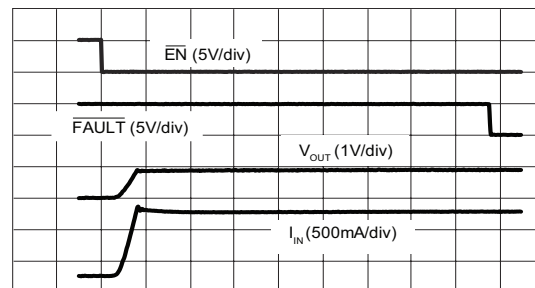 EN (5V/div)
FAULT (5V/div)
VOUT (1V/div)
IIN (500mA/div)